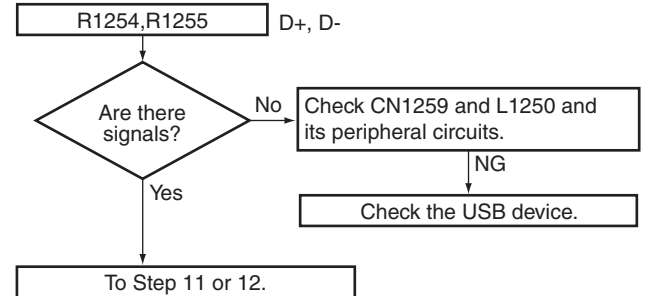 R1254,R1255
D+, D-
Are there
signals?
No
Check CN1259 and L1250 and
its peripheral circuits.
NG
Yes
Check the USB device.
To Step 11 or 12.